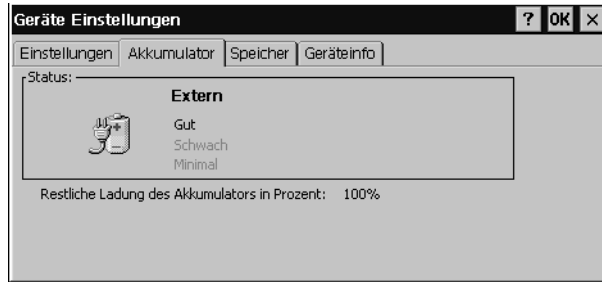 Geräte Einstellungen ? OK ×
Einstellungen Akkumulator Speicher Geräteinfo
Status:
Extern
Gut
Schwach
Minimal
Restliche Ladung des Akkumulators in Prozent: 100%